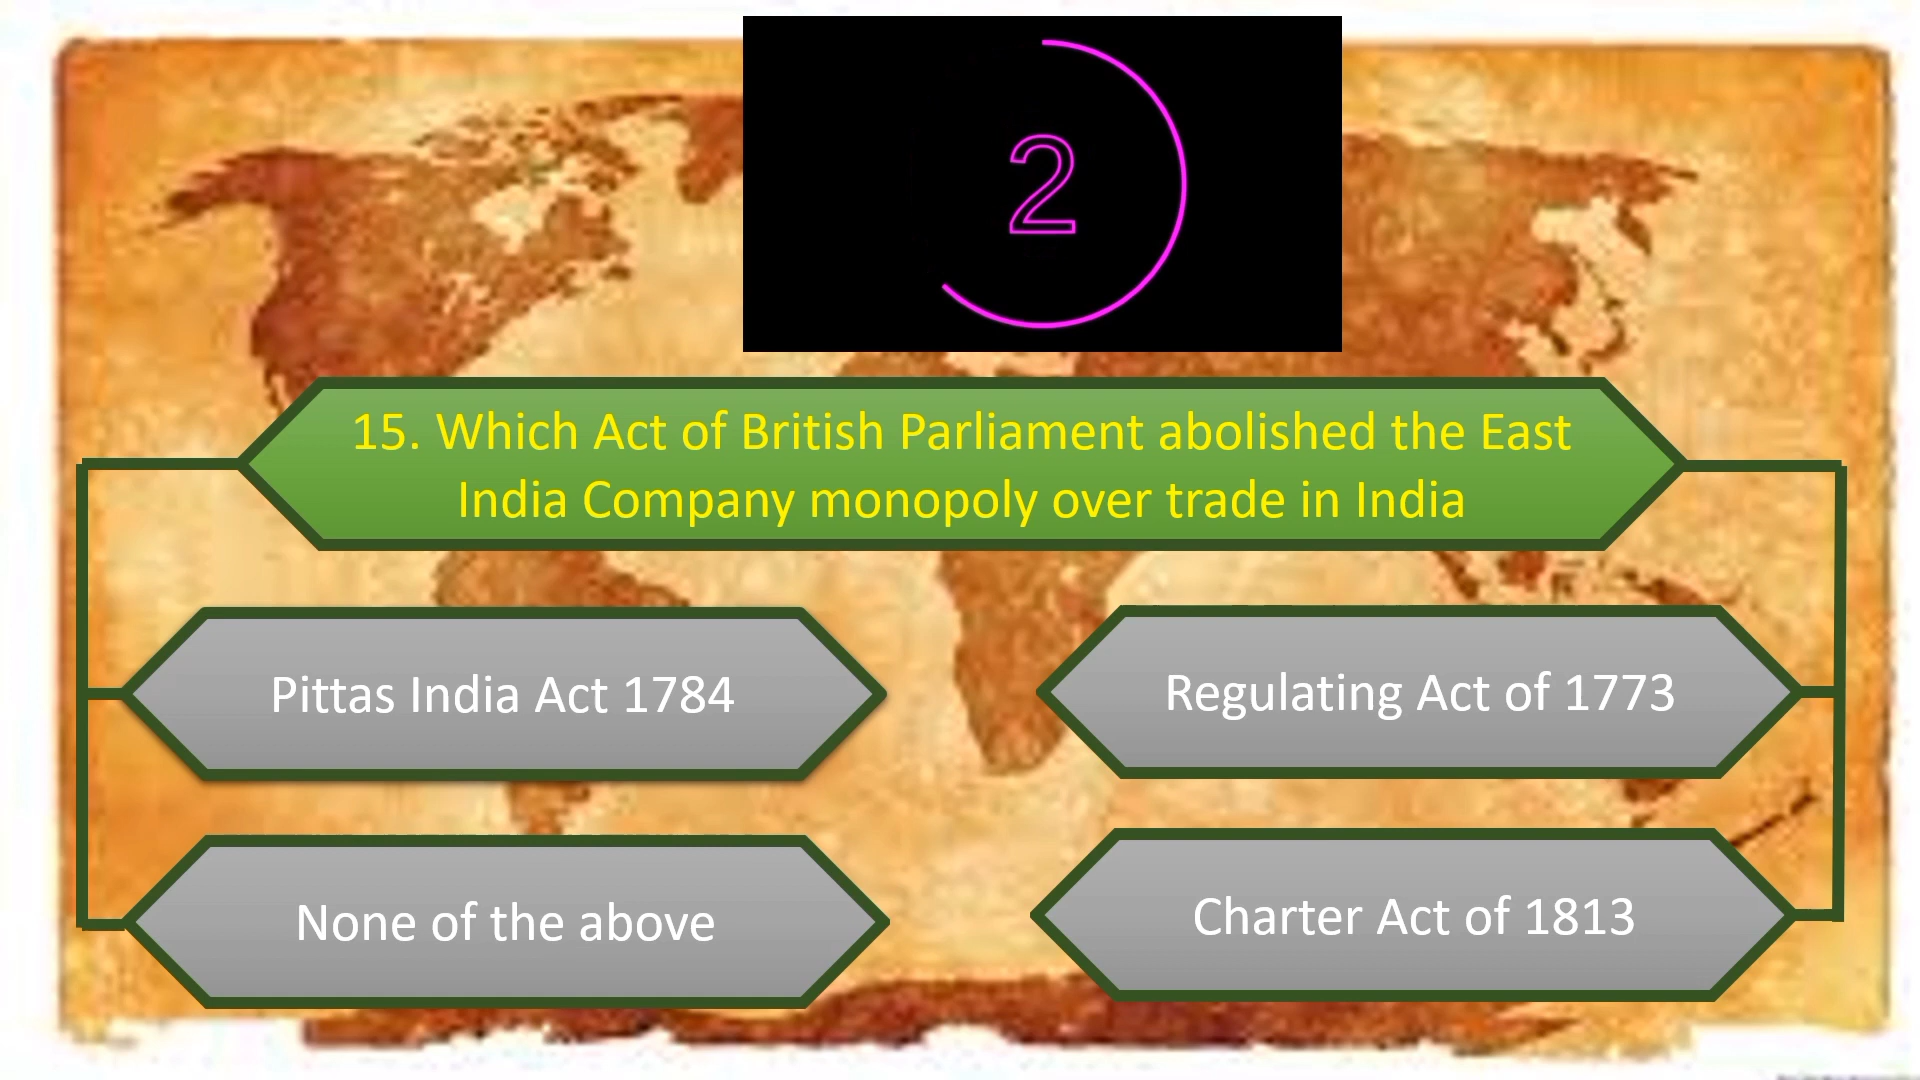 2
15. Which Act of British Parliament abolished the East
India Company monopoly over trade in India
Pittas India Act 1784
Regulating Act of 1773
None of the above
Charter Act of 1813